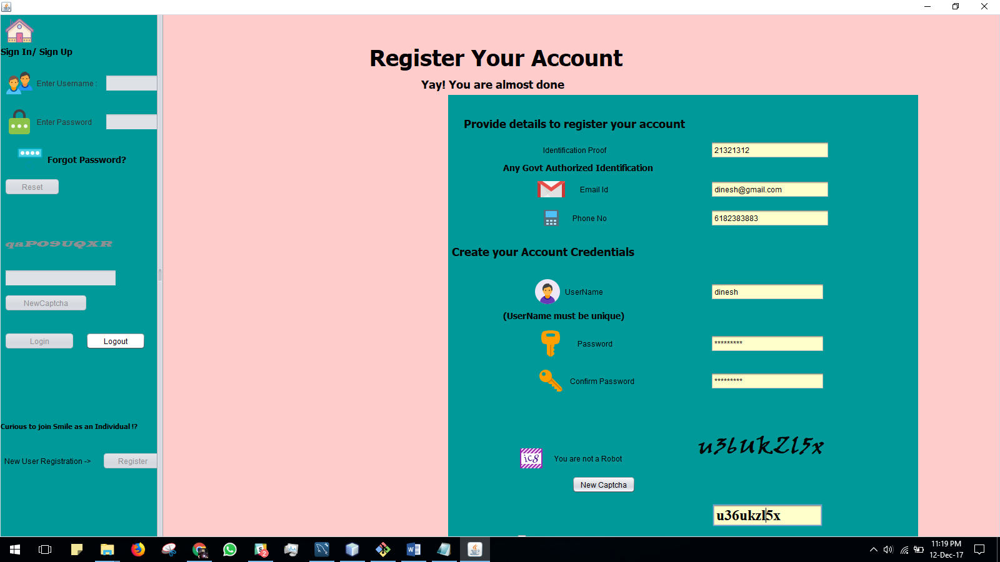 Sign In/ Sign Up
Enter Username :
Enter Password
Forgot Password?
Reset
qaPO9UQXR
NewCaptcha
Login Logout
Curious to join Smile as an Individual !?
New User Registration -> Register
Register Your Account
Yay! You are almost done
Provide details to register your account
Identification Proof 21321312
Any Govt Authorized Identification
Email Id dinesh@gmail.com
Phone No 6182383883
Create your Account Credentials
UserName dinesh
(UserName must be unique)
Password *********
Confirm Password *********
u36UkZl5x
ic8 You are not a Robot
New Captcha
u36ukzl5x
2
W
11:19 PM
12-Dec-17